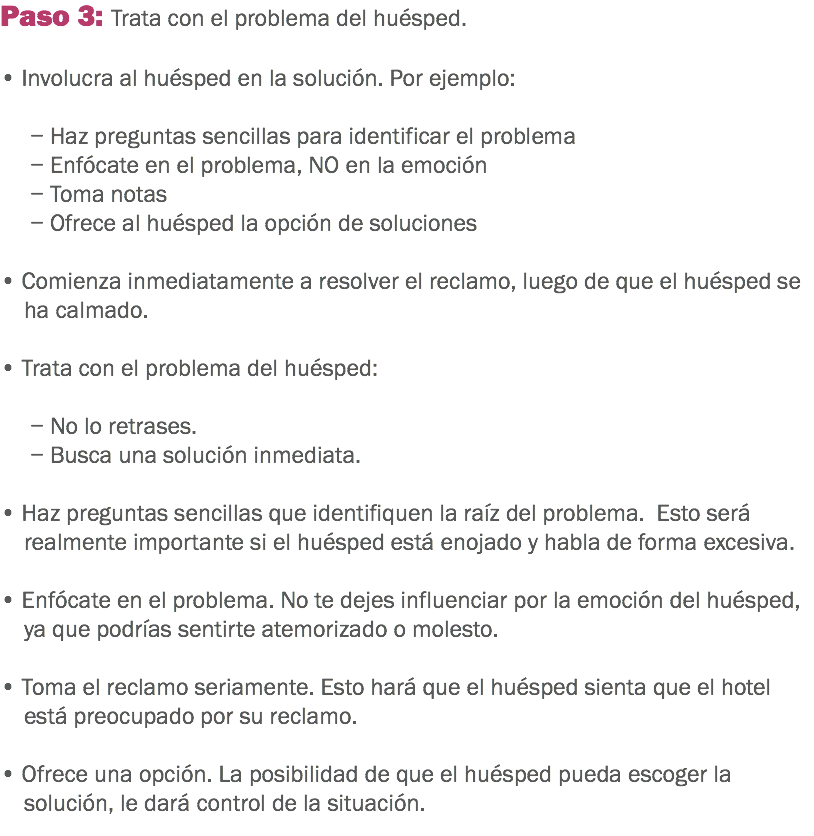 Paso 3: Trata con el problema del huésped.
• Involucra al huésped en la solución. Por ejemplo:
– Haz preguntas sencillas para identificar el problema
– Enfócate en el problema, NO en la emoción
– Toma notas
– Ofrece al huésped la opción de soluciones
• Comienza inmediatamente a resolver el reclamo, luego de que el huésped se
ha calmado.
• Trata con el problema del huésped:
– No lo retrases.
– Busca una solución inmediata.
• Haz preguntas sencillas que identifiquen la raíz del problema.  Esto será
realmente importante si el huésped está enojado y habla de forma excesiva.
• Enfócate en el problema. No te dejes influenciar por la emoción del huésped,
ya que podrías sentirte atemorizado o molesto.
• Toma el reclamo seriamente. Esto hará que el huésped sienta que el hotel
está preocupado por su reclamo.
• Ofrece una opción. La posibilidad de que el huésped pueda escoger la
solución, le dará control de la situación.